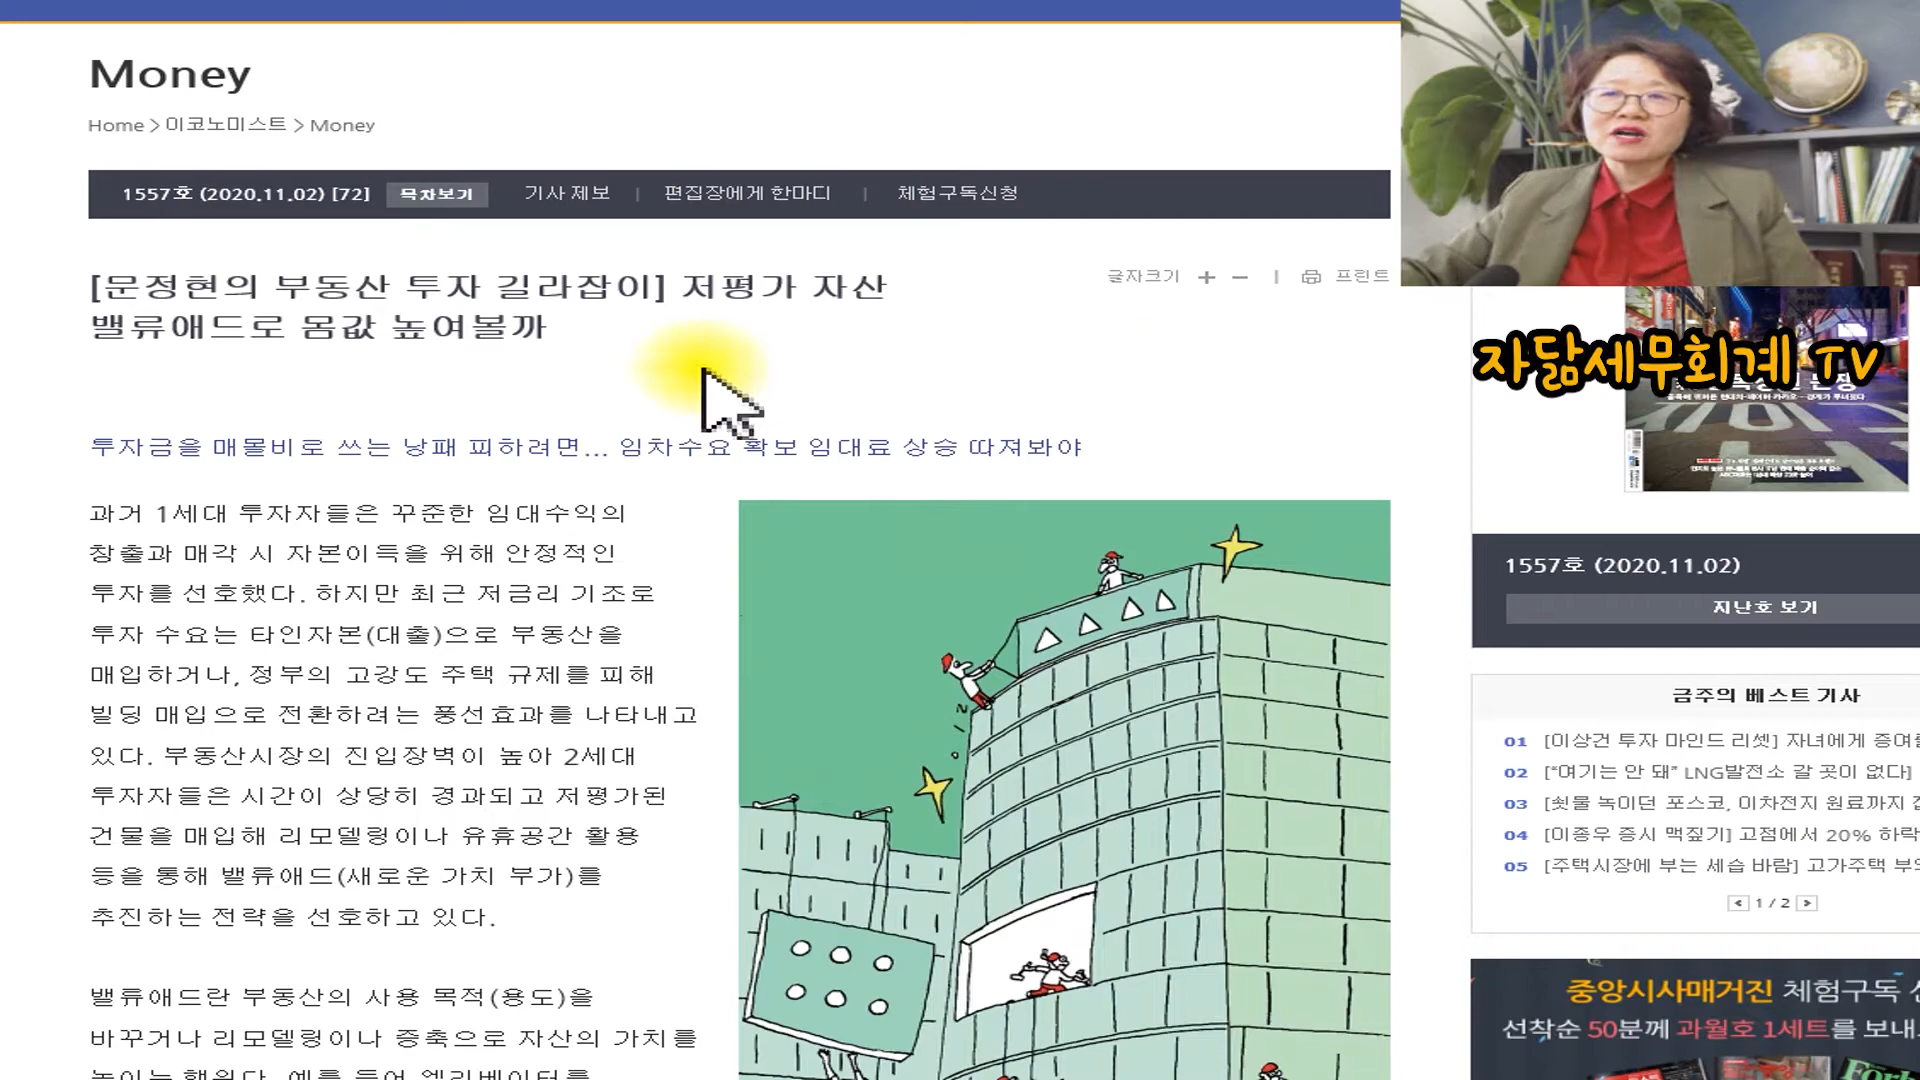 Money
Home > 이코노미스트 > Money
1557호 (2020.11.02) [72] 목차보기 기사 제보 | 편집장에게 한마디 | 체험구독신청
[문정현의 부동산 투자 길라잡이] 저평가 자산
밸류애드로 몸값 높여볼까
글자크기 + − | 프린트
투자금을 매몰비로 쓰는 낭패 피하려면... 임차수요 확보 임대료 상승 따져봐야
과거 1세대 투자자들은 꾸준한 임대수익의
창출과 매각 시 자본이득을 위해 안정적인
투자를 선호했다. 하지만 최근 저금리 기조로
투자 수요는 타인자본(대출)으로 부동산을
매입하거나, 정부의 고강도 주택 규제를 피해
빌딩 매입으로 전환하려는 풍선효과를 나타내고
있다. 부동산시장의 진입장벽이 높아 2세대
투자자들은 시간이 상당히 경과되고 저평가된
건물을 매입해 리모델링이나 유휴공간 활용
등을 통해 밸류애드(새로운 가치 부가)를
추진하는 전략을 선호하고 있다.
밸류애드란 부동산의 사용 목적(용도)을
바꾸거나 리모델링이나 증축으로 자산의 가치를
높이는 행위다. 예를 들어 엘리베이터를
자닮세무회계 TV
1557호 (2020.11.02)
지난호 보기
금주의 베스트 기사
01 [이상건 투자 마인드 리셋] 자녀에게 증여
02 [“여기는 안 돼” LNG발전소 갈 곳이 없다]
03 [쇳물 녹이던 포스코, 이차전지 원료까지
04 [이종우 증시 맥짚기] 고점에서 20% 하락
05 [주택시장에 부는 세습 바람] 고가주택
1 / 2
중앙시사매거진 체험구독
선착순 50분께 과월호 1세트를 보내